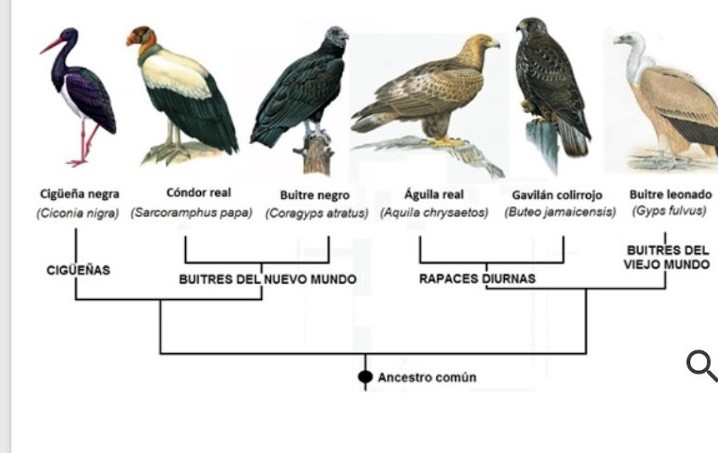 Cigüeña negra
(Ciconia nigra)
Cóndor real
(Sarcoramphus papa)
Buitre negro
(Coragyps atratus)
Águila real
(Aquila chrysaetos)
Gavilán colirrojo
(Buteo jamaicensis)
Buitre leonado
(Gyps fulvus)
CIGÜEÑAS
BUITRES DEL NUEVO MUNDO
RAPACES DIURNAS
BUITRES DEL
VIEJO MUNDO
Ancestro común